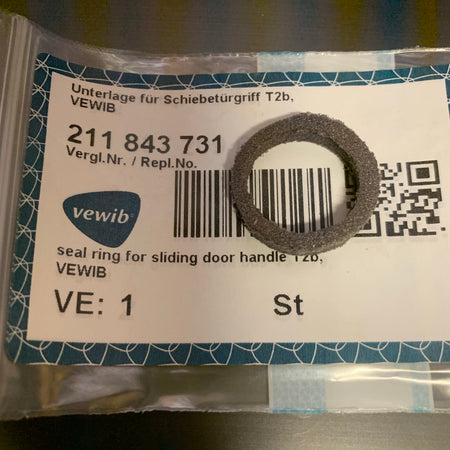 Unterlage für Schiebetürgriff T2b,
VEWIB
211 843 731
Vergl.Nr. / Repl.No.
vewib
seal ring for sliding door handle T2b,
VEWIB
VE: 1
St